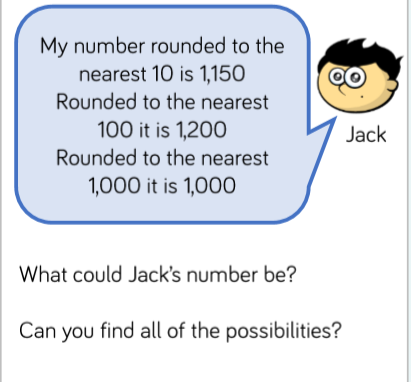 My number rounded to the
nearest 10 is 1,150
Rounded to the nearest
100 it is 1,200
Rounded to the nearest
1,000 it is 1,000
Jack
What could Jack's number be?
Can you find all of the possibilities?